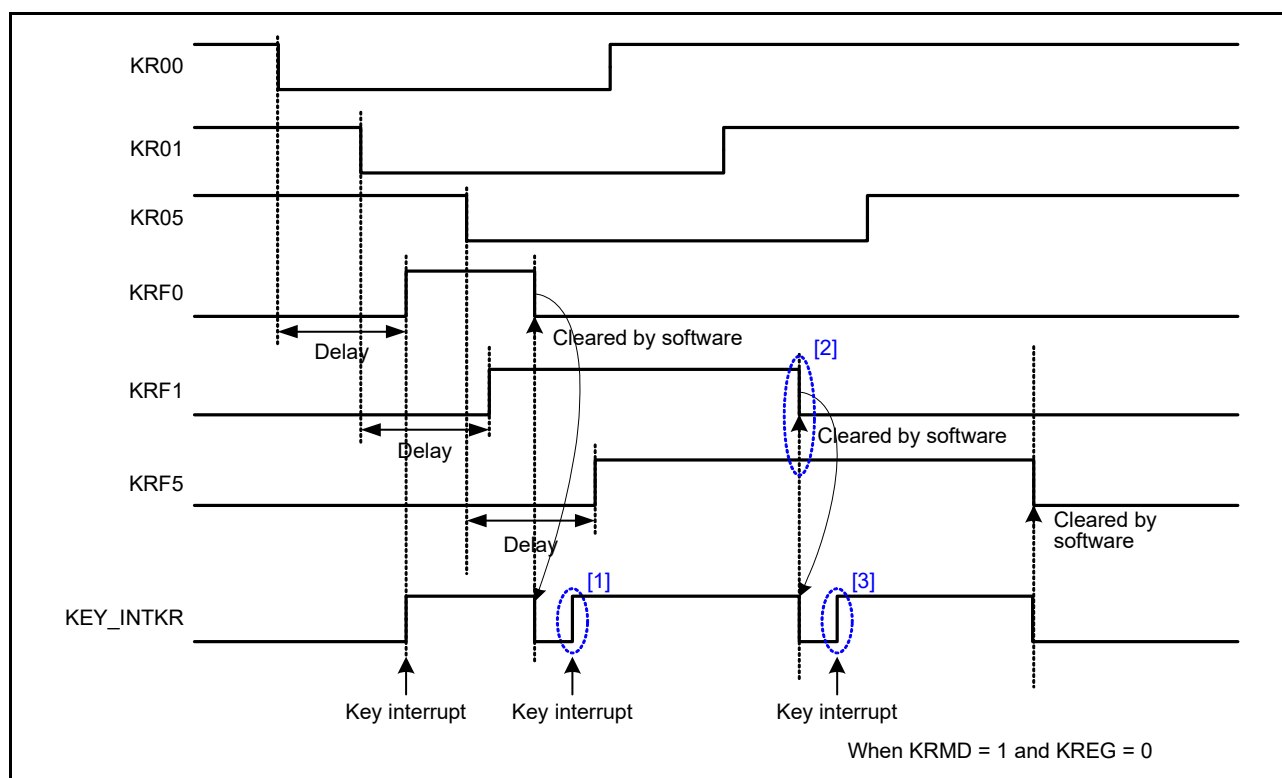 KR00
KR01
KR05
KRF0
Cleared by software
Delay
[2]
KRF1
Cleared by software
Delay
KRF5
Cleared by
software
Delay
[1]
[3]
KEY_INTKR
Key interrupt
Key interrupt
Key interrupt
When KRMD = 1 and KREG = 0